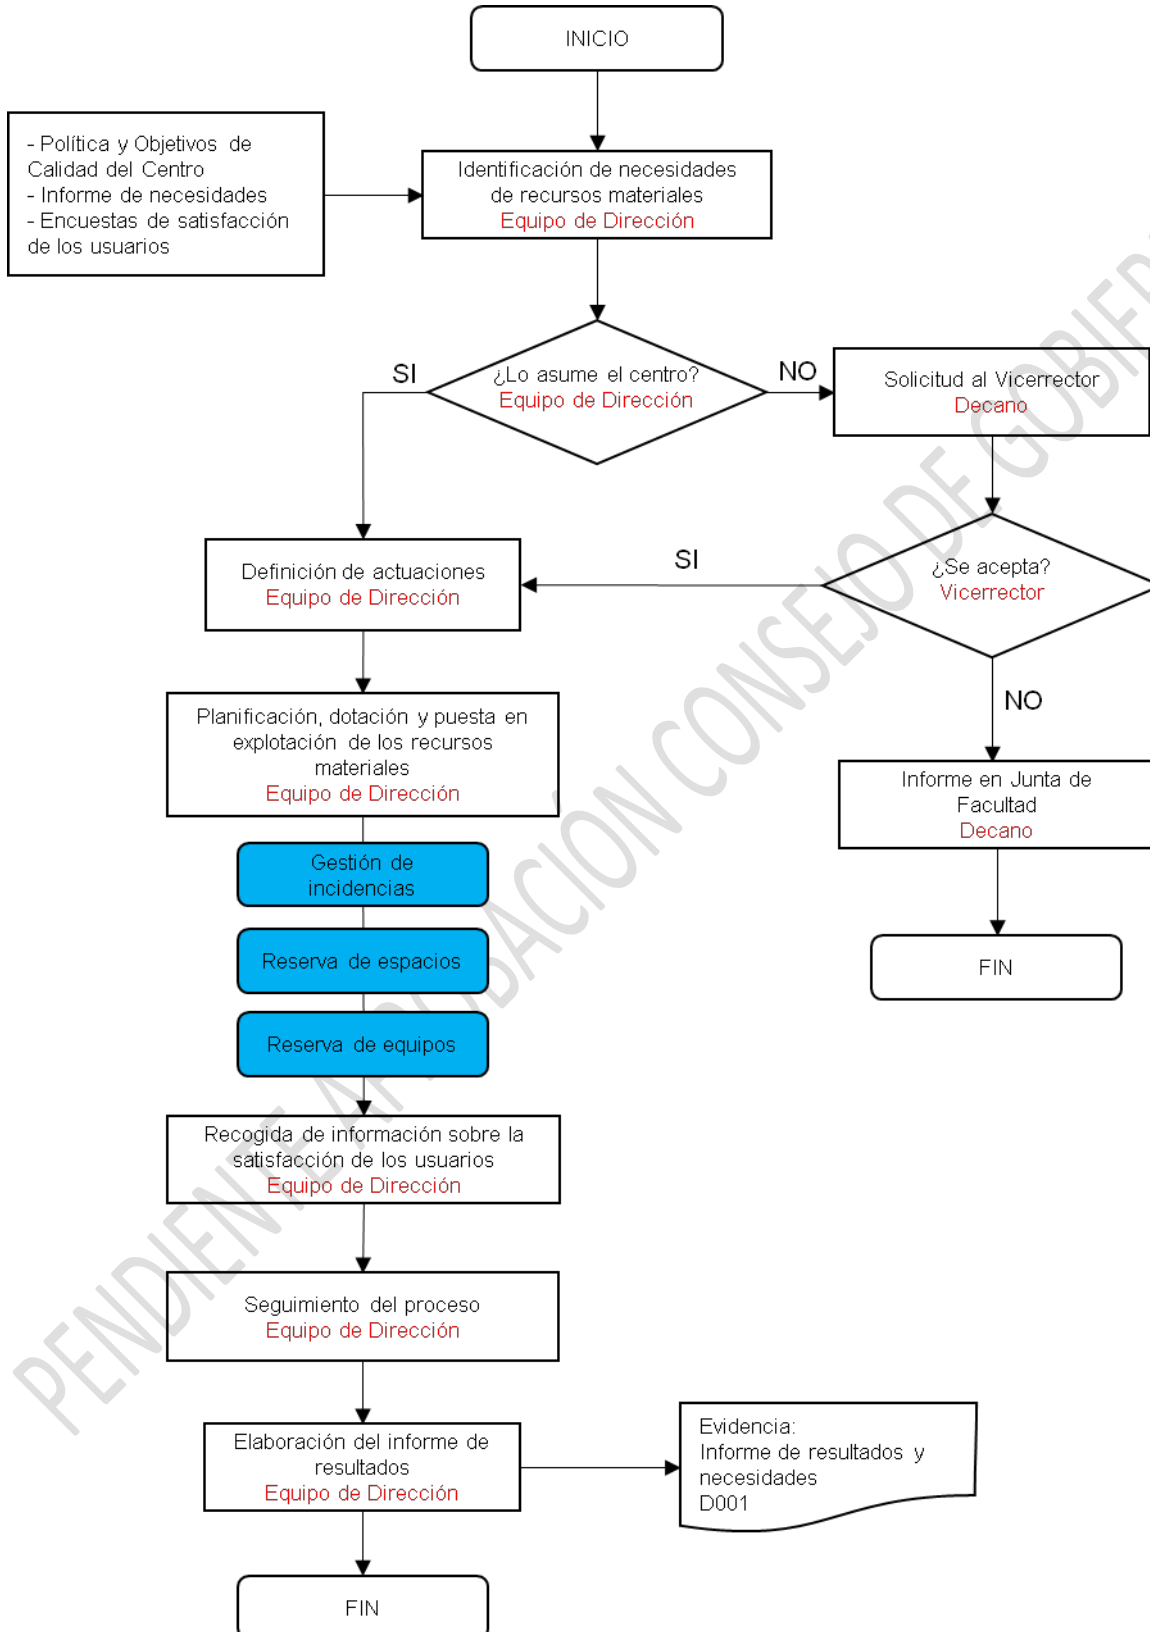 INICIO
- Política y Objetivos de
Calidad del Centro
- Informe de necesidades
- Encuestas de satisfacción
de los usuarios
Identificación de necesidades
de recursos materiales
Equipo de Dirección
¿Lo asume el centro?
Equipo de Dirección
SI
NO
Solicitud al Vicerrector
Decano
¿Se acepta?
Vicerrector
SI
NO
Definición de actuaciones
Equipo de Dirección
Planificación, dotación y puesta en
explotación de los recursos
materiales
Equipo de Dirección
Informe en Junta de
Facultad
Decano
FIN
Gestión de
incidencias
Reserva de espacios
Reserva de equipos
Recogida de información sobre la
satisfacción de los usuarios
Equipo de Dirección
Seguimiento del proceso
Equipo de Dirección
Elaboración del informe de
resultados
Equipo de Dirección
Evidencia:
Informe de resultados y
necesidades
D001
FIN
PENDIENTE APROBACIÓN CONSEJO DE